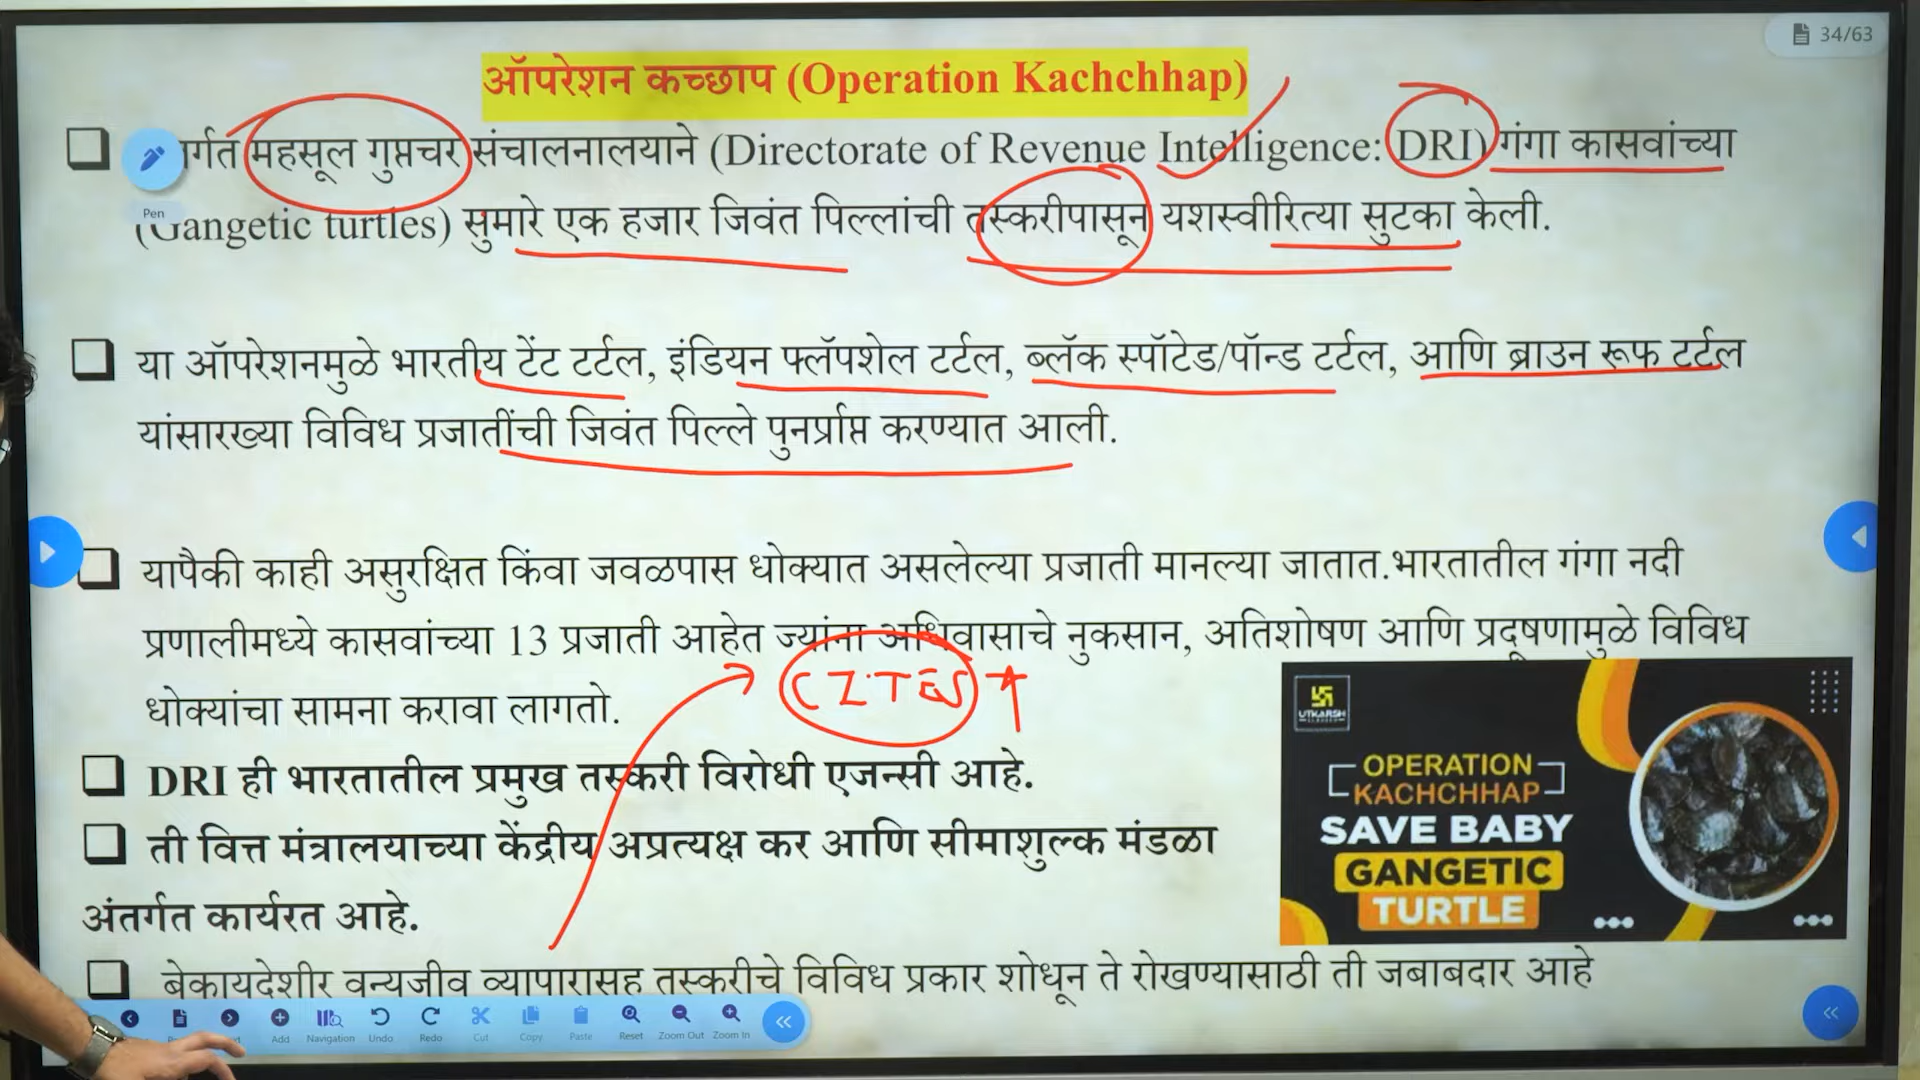 34/63
ऑपरेशन कच्छाप (Operation Kachchhap)
र्गत महसूल गुप्तचर संचालनालयाने (Directorate of Revenue Intelligence: DRI) गंगा कासवांच्या
(Gangetic turtles) सुमारे एक हजार जिवंत पिल्लांची तस्करीपासून यशस्वीरित्या सुटका केली.
Pen
या ऑपरेशनमुळे भारतीय टेंट टर्टल, इंडियन फ्लॅपशेल टर्टल, ब्लॅक स्पॉटेड/पॉन्ड टर्टल, आणि ब्राउन रूफ टर्टल
यांसारख्या विविध प्रजातींची जिवंत पिल्ले पुनर्प्राप्त करण्यात आली.
यापैकी काही असुरक्षित किंवा जवळपास धोक्यात असलेल्या प्रजाती मानल्या जातात.भारतातील गंगा नदी
प्रणालीमध्ये कासवांच्या 13 प्रजाती आहेत ज्यांना अधिवासाचे नुकसान, अतिशोषण आणि प्रदूषणामुळे विविध
धोक्यांचा सामना करावा लागतो.
CITES
DRI ही भारतातील प्रमुख तस्करी विरोधी एजन्सी आहे.
ती वित्त मंत्रालयाच्या केंद्रीय अप्रत्यक्ष कर आणि सीमाशुल्क मंडळा
अंतर्गत कार्यरत आहे.
बेकायदेशीर वन्यजीव व्यापारासह तस्करीचे विविध प्रकार शोधून ते रोखण्यासाठी ती जबाबदार आहे
UTKARSH
CLASSES
OPERATION
KACHCHHAP
SAVE BABY
GANGETIC
TURTLE
Add Navigation Undo Redo Cut Copy Paste Reset Zoom Out Zoom In